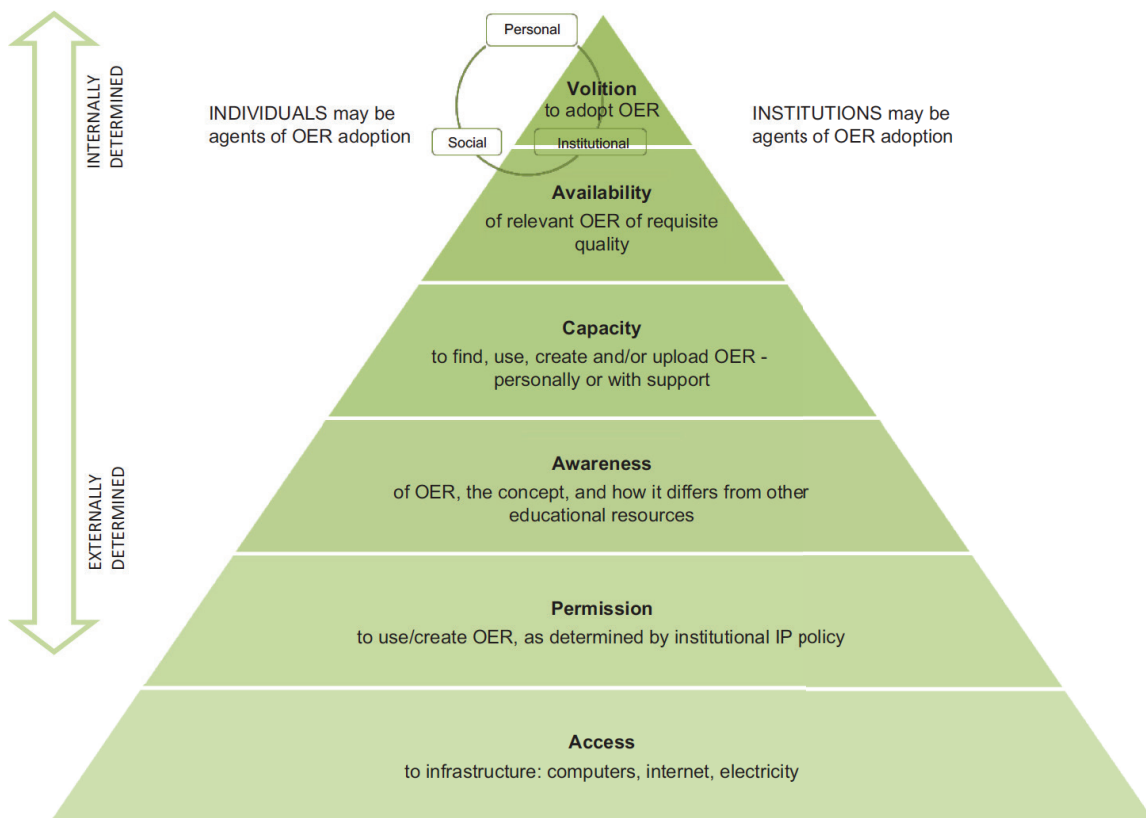 Personal
INTERNALLY
DETERMINED
INDIVIDUALS may be
agents of OER adoption
Volition
to adopt OER
INSTITUTIONS may be
agents of OER adoption
Social
Institutional
Availability
of relevant OER of requisite
quality
Capacity
to find, use, create and/or upload OER -
personally or with support
EXTERNALLY
DETERMINED
Awareness
of OER, the concept, and how it differs from other
educational resources
Permission
to use/create OER, as determined by institutional IP policy
Access
to infrastructure: computers, internet, electricity